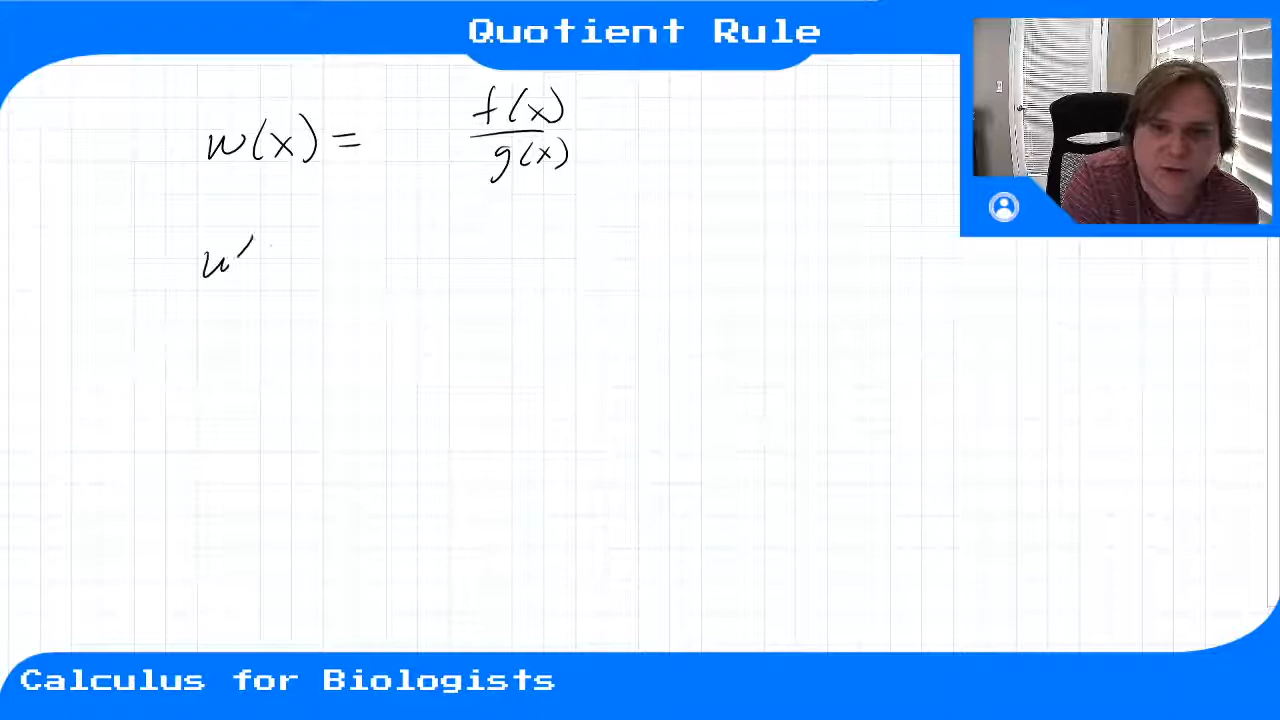 Quotient Rule
w(x) = f(x)
g(x)
w'
Calculus for Biologists